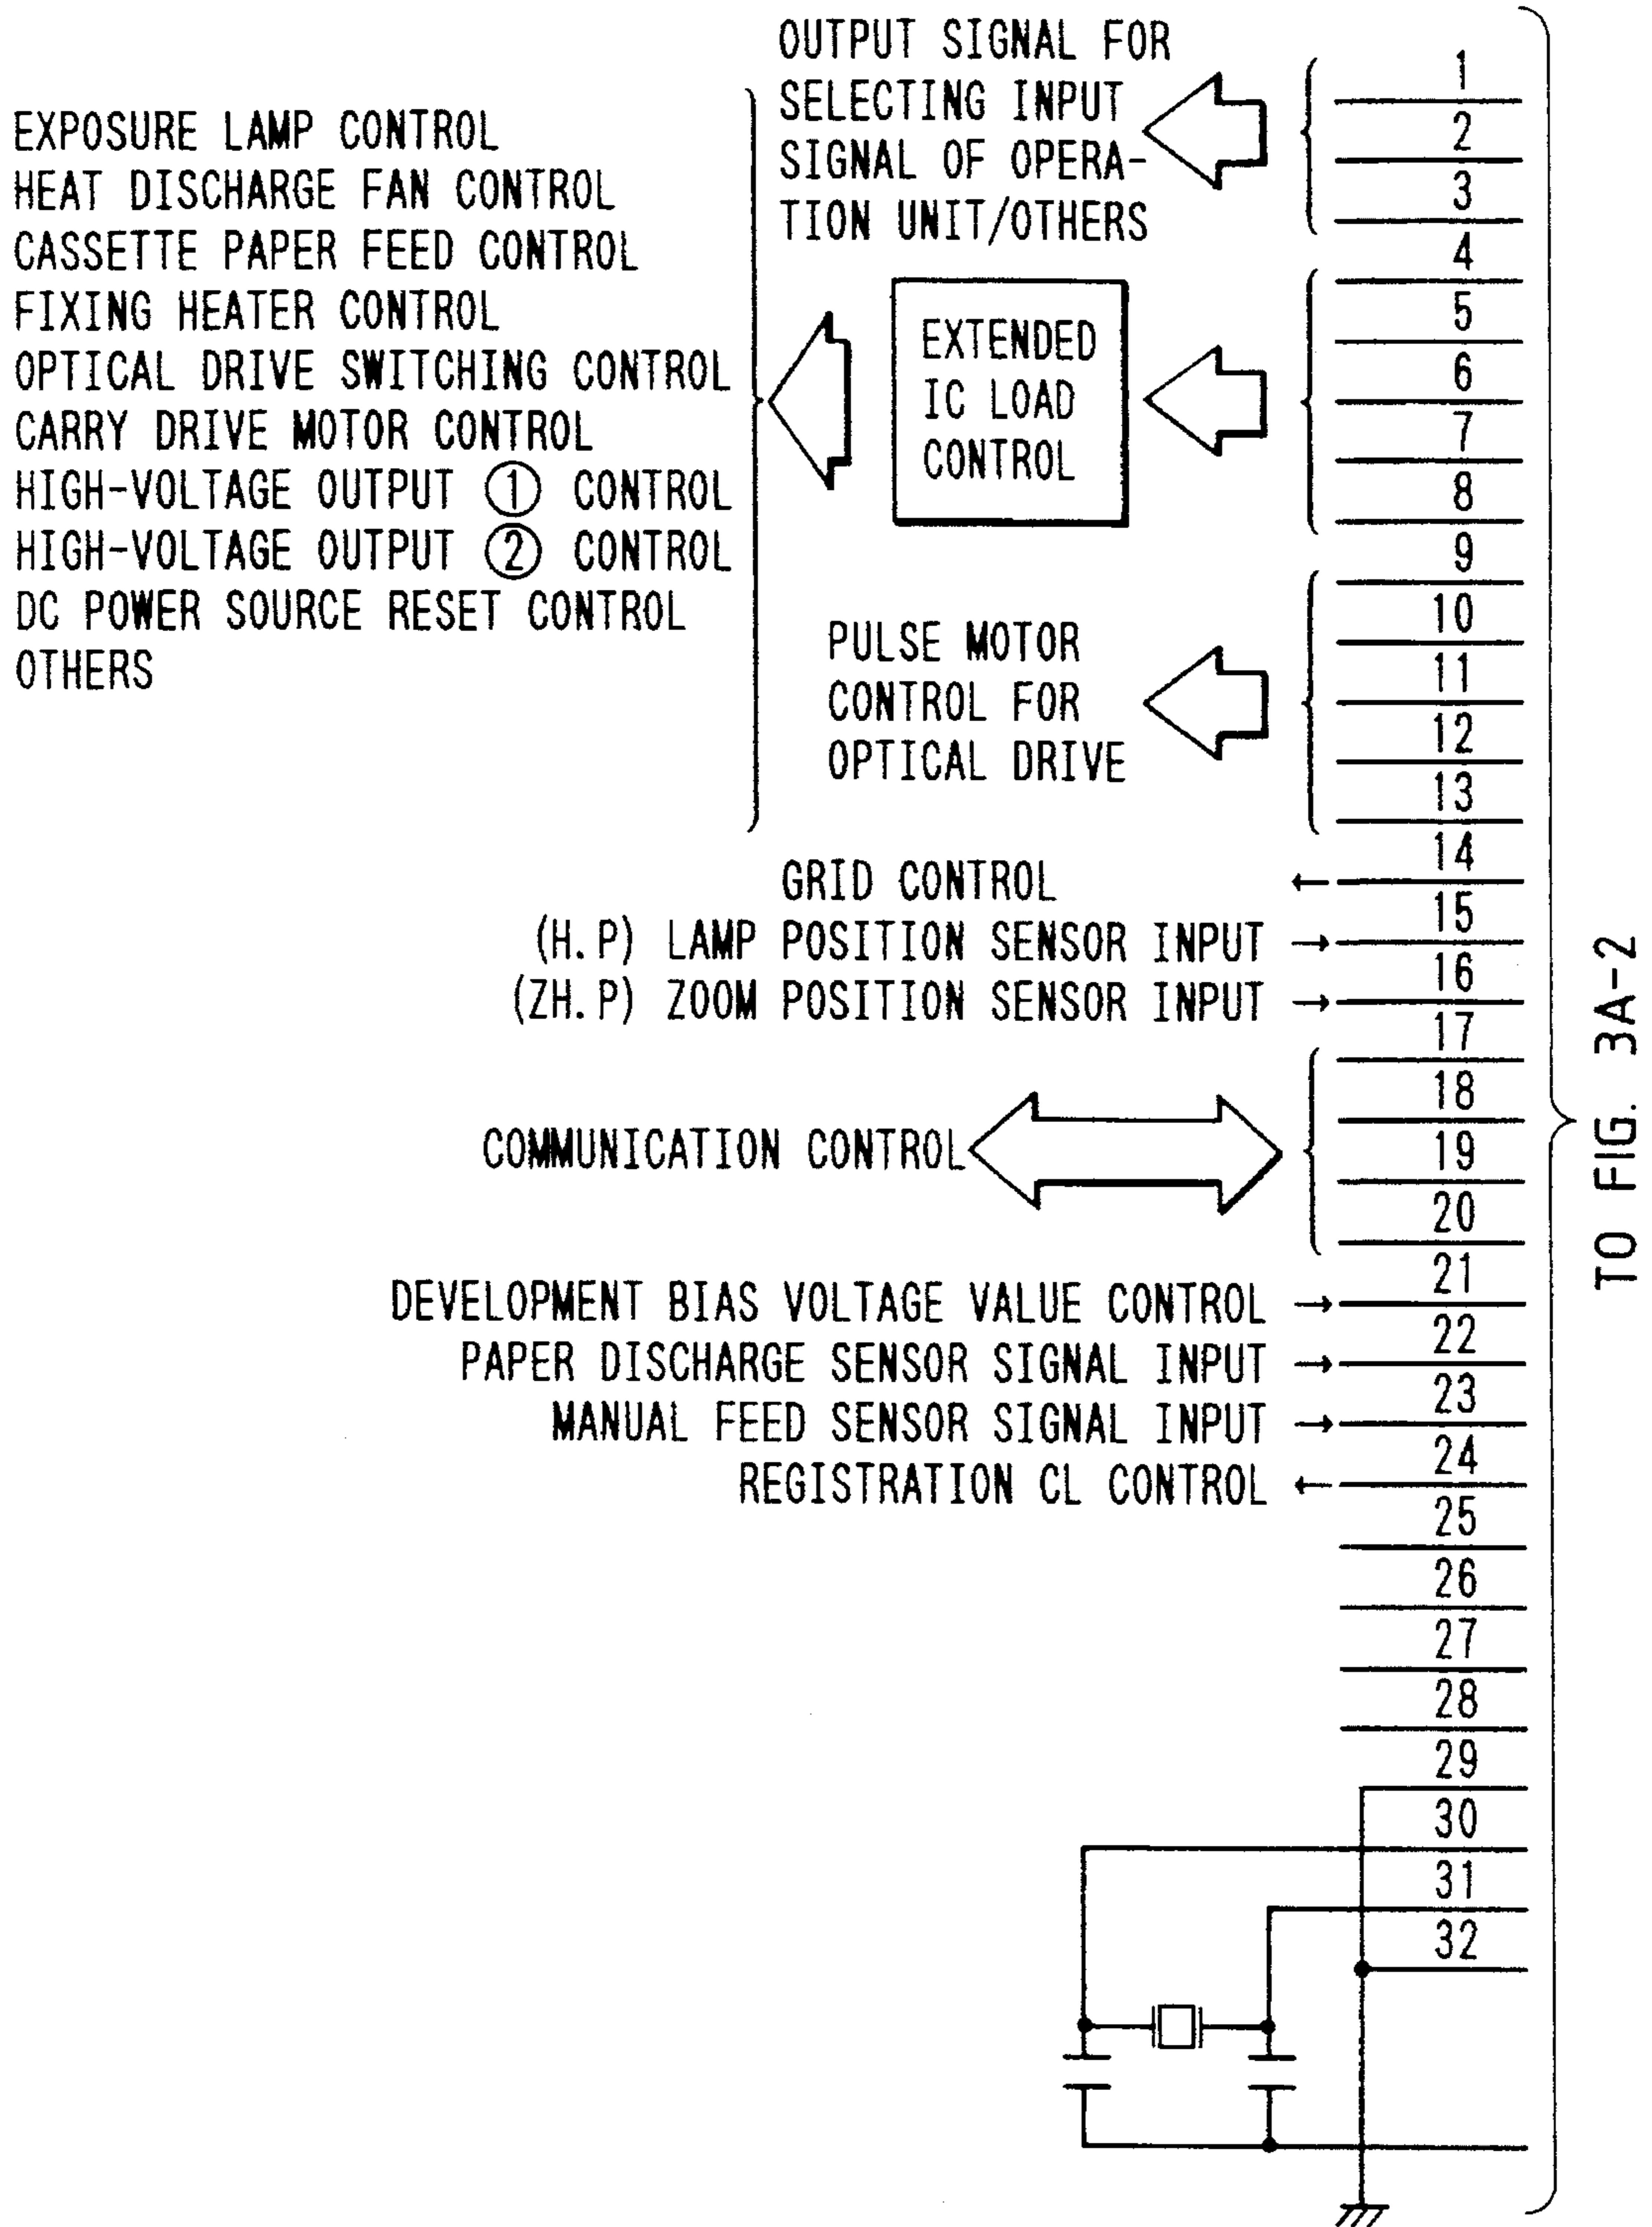 EXPOSURE LAMP CONTROL
HEAT DISCHARGE FAN CONTROL
CASSETTE PAPER FEED CONTROL
FIXING HEATER CONTROL
OPTICAL DRIVE SWITCHING CONTROL
CARRY DRIVE MOTOR CONTROL
HIGH-VOLTAGE OUTPUT ① CONTROL
HIGH-VOLTAGE OUTPUT ② CONTROL
DC POWER SOURCE RESET CONTROL
OTHERS
OUTPUT SIGNAL FOR
SELECTING INPUT
SIGNAL OF OPERA-
TION UNIT/OTHERS
EXTENDED
IC LOAD
CONTROL
PULSE MOTOR
CONTROL FOR
OPTICAL DRIVE
GRID CONTROL
(H.P) LAMP POSITION SENSOR INPUT
(ZH.P) ZOOM POSITION SENSOR INPUT
COMMUNICATION CONTROL
DEVELOPMENT BIAS VOLTAGE VALUE CONTROL
PAPER DISCHARGE SENSOR SIGNAL INPUT
MANUAL FEED SENSOR SIGNAL INPUT
REGISTRATION CL CONTROL
1
2
3
4
5
6
7
8
9
10
11
12
13
14
15
16
17
18
19
20
21
22
23
24
25
26
27
28
29
30
31
32
TO FIG. 3A-2